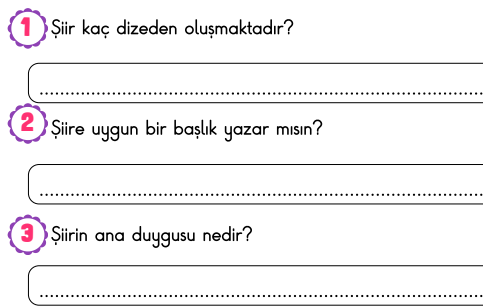 1 Şiir kaç dizeden oluşmaktadır?
2 Şiire uygun bir başlık yazar mısın?
3 Şiirin ana duygusu nedir?